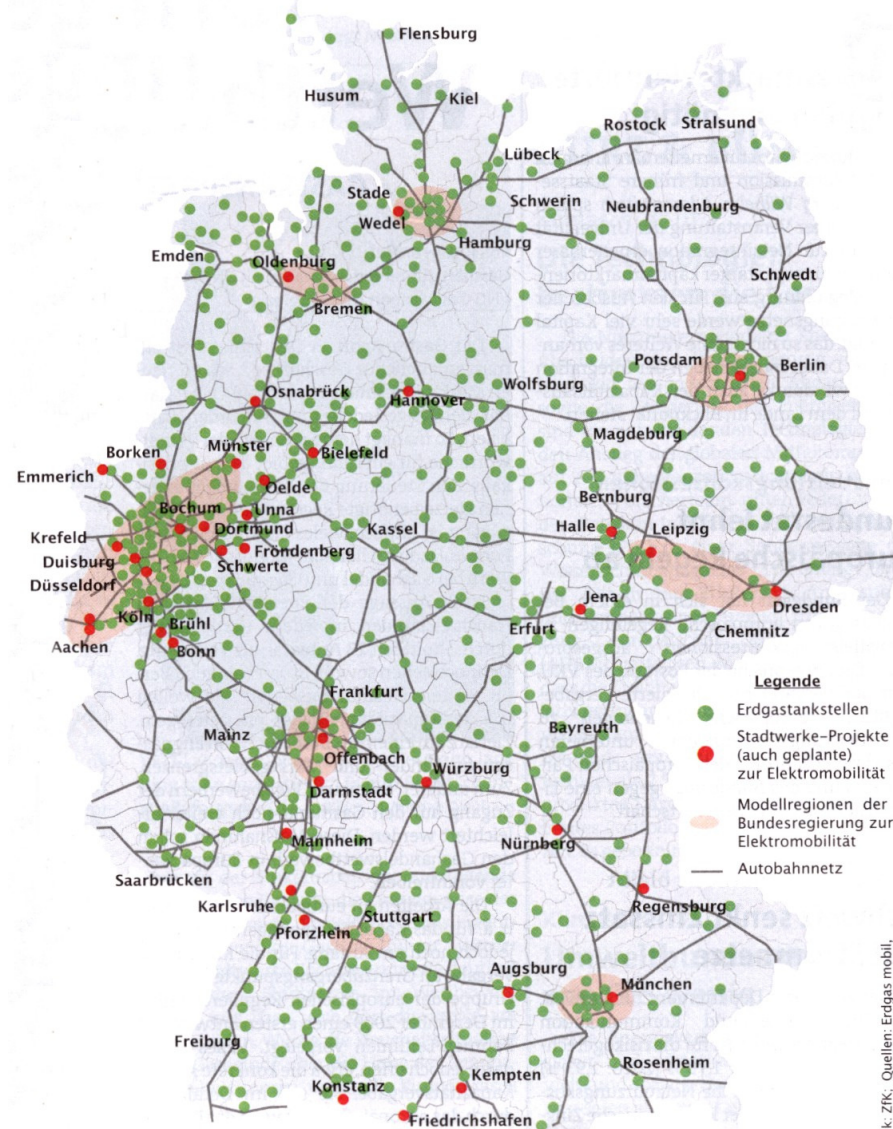 Flensburg
Husum
Kiel
Rostock
Stralsund
Lübeck
Stade
Schwerin
Neubrandenburg
Wedel
Hamburg
Emden
Oldenburg
Schwedt
Bremen
Potsdam
Berlin
Osnabrück
Hannover
Wolfsburg
Magdeburg
Borken
Münster
Bielefeld
Emmerich
Oelde
Bernburg
Bochum
Unna
Halle
Leipzig
Krefeld
Dortmund
Kassel
Duisburg
Fröndenberg
Schwerte
Düsseldorf
Jena
Dresden
Köln
Brühl
Erfurt
Chemnitz
Aachen
Bonn
Frankfurt
Mainz
Bayreuth
Offenbach
Würzburg
Darmstadt
Mannheim
Nürnberg
Saarbrücken
Karlsruhe
Stuttgart
Regensburg
Pforzheim
Augsburg
München
Freiburg
Rosenheim
Konstanz
Kempten
Friedrichshafen
Legende
Erdgastankstellen
Stadtwerke-Projekte
(auch geplante)
zur Elektromobilität
Modellregionen der
Bundesregierung zur
Elektromobilität
Autobahnnetz
ZfK; Quellen: Erdgas mobil,